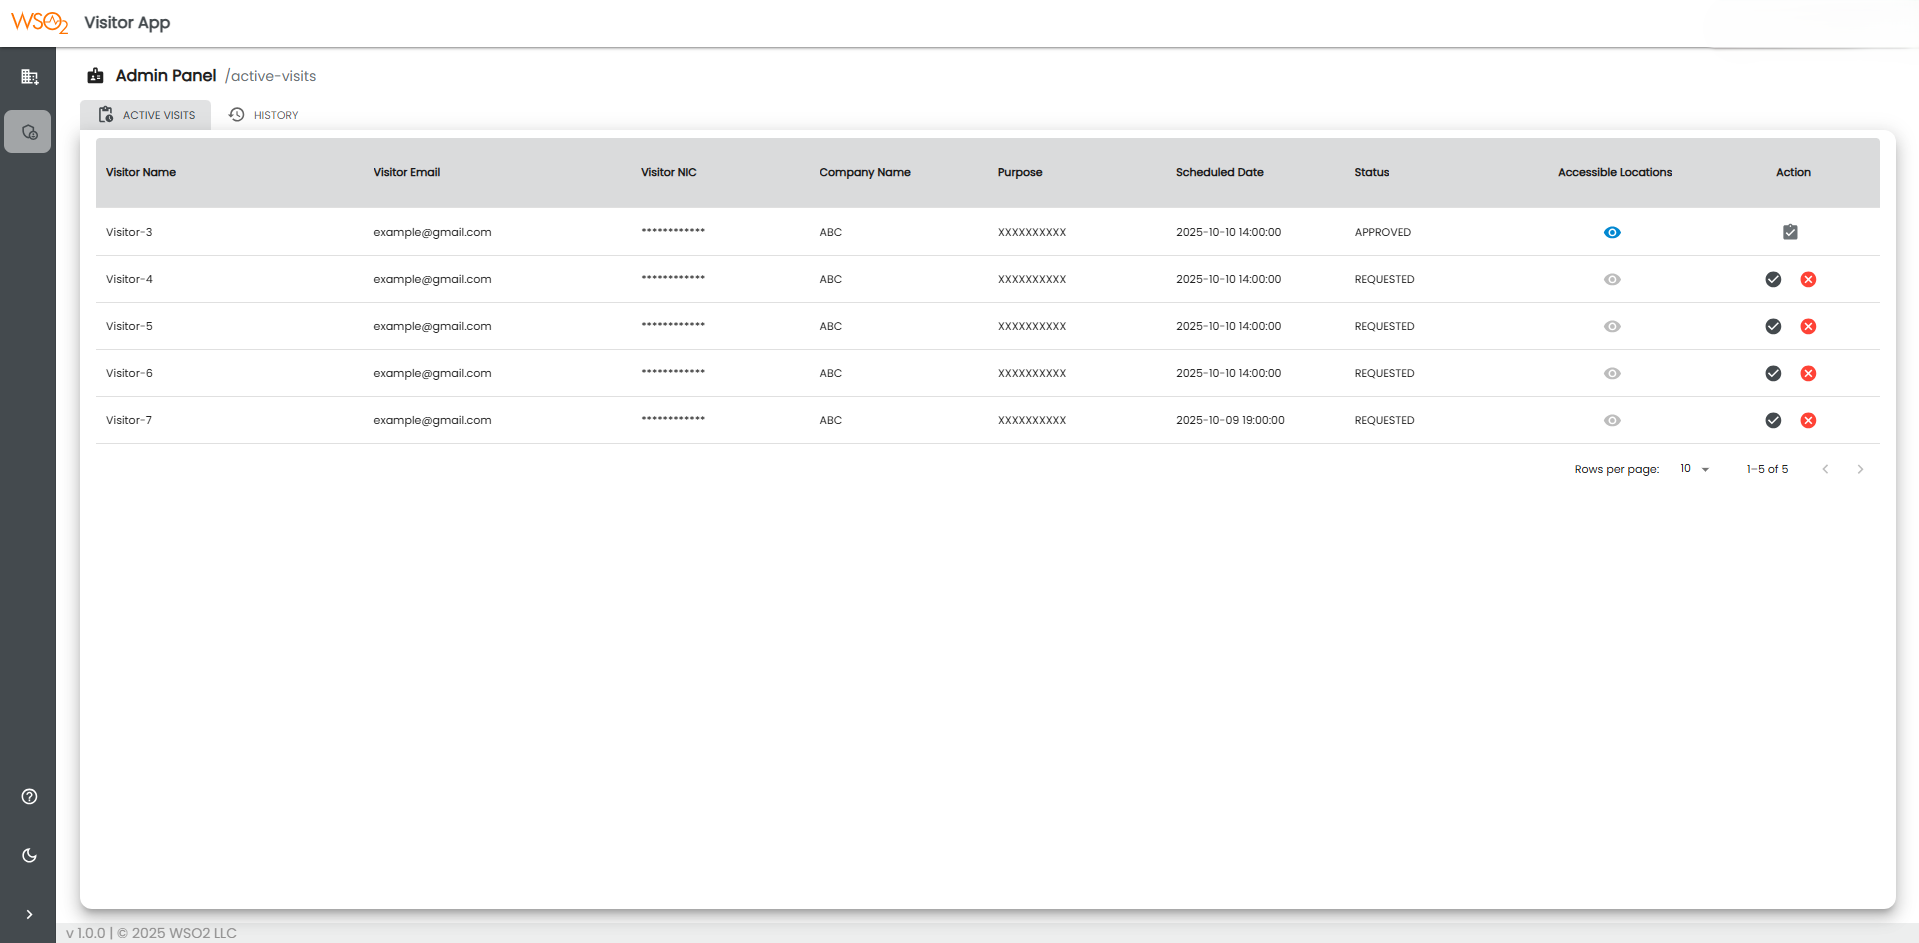 WSO2 Visitor App
Admin Panel /active-visits
ACTIVE VISITS HISTORY
Visitor Name Visitor Email Visitor NIC Company Name Purpose Scheduled Date Status Accessible Locations Action
Visitor-3 example@gmail.com ************ ABC XXXXXXXXXX 2025-10-10 14:00:00 APPROVED
Visitor-4 example@gmail.com ************ ABC XXXXXXXXXX 2025-10-10 14:00:00 REQUESTED
Visitor-5 example@gmail.com ************ ABC XXXXXXXXXX 2025-10-10 14:00:00 REQUESTED
Visitor-6 example@gmail.com ************ ABC XXXXXXXXXX 2025-10-10 14:00:00 REQUESTED
Visitor-7 example@gmail.com ************ ABC XXXXXXXXXX 2025-10-09 19:00:00 REQUESTED
Rows per page: 10 1–5 of 5
v 1.0.0 | © 2025 WSO2 LLC